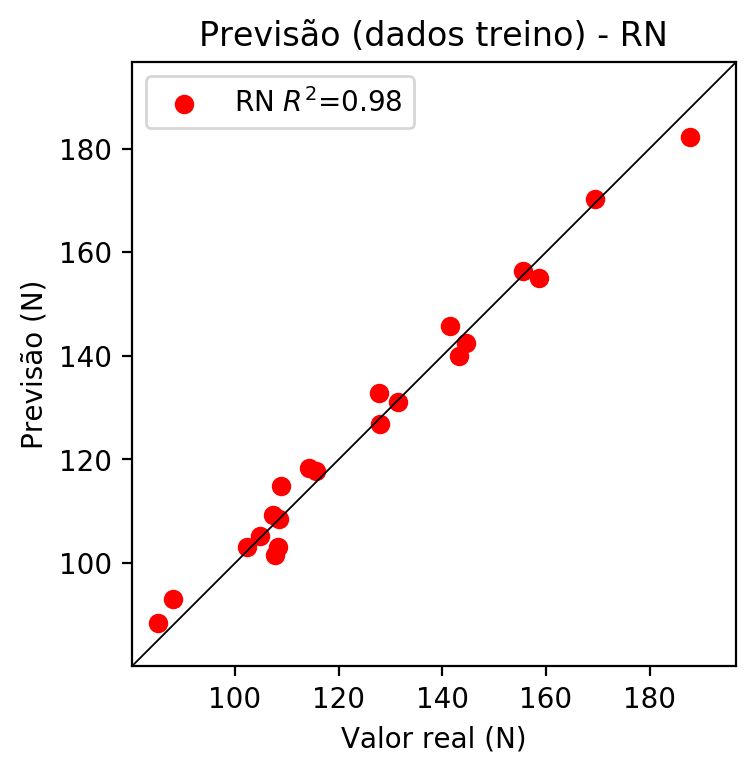 Previsão (dados treino) - RN
RN R²=0.98
180
160
140
120
100
Previsão (N)
100 120 140 160 180
Valor real (N)